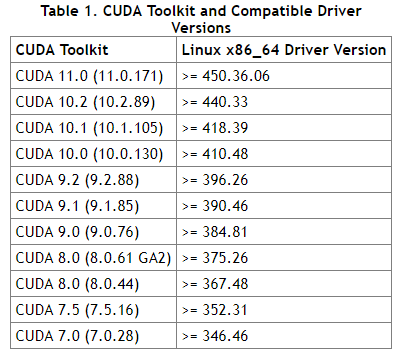 Table 1. CUDA Toolkit and Compatible Driver
Versions
CUDA Toolkit Linux x86_64 Driver Version
CUDA 11.0 (11.0.171) >= 450.36.06
CUDA 10.2 (10.2.89) >= 440.33
CUDA 10.1 (10.1.105) >= 418.39
CUDA 10.0 (10.0.130) >= 410.48
CUDA 9.2 (9.2.88) >= 396.26
CUDA 9.1 (9.1.85) >= 390.46
CUDA 9.0 (9.0.76) >= 384.81
CUDA 8.0 (8.0.61 GA2) >= 375.26
CUDA 8.0 (8.0.44) >= 367.48
CUDA 7.5 (7.5.16) >= 352.31
CUDA 7.0 (7.0.28) >= 346.46